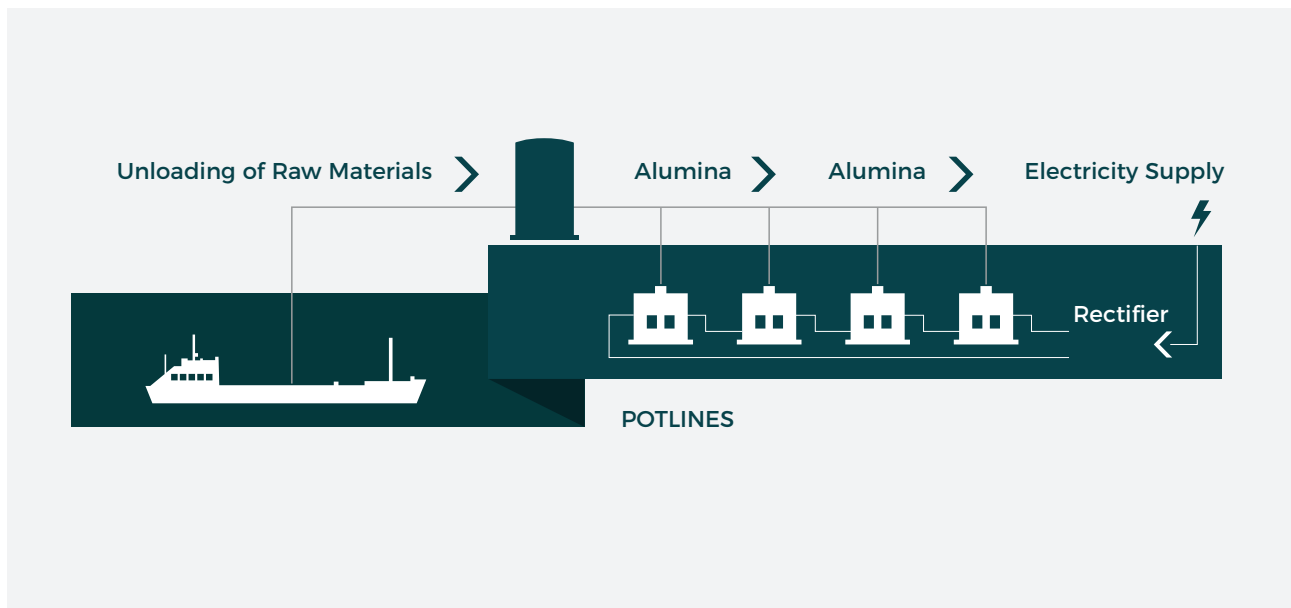 Unloading of Raw Materials
Alumina
Alumina
Electricity Supply
Rectifier
POTLINES